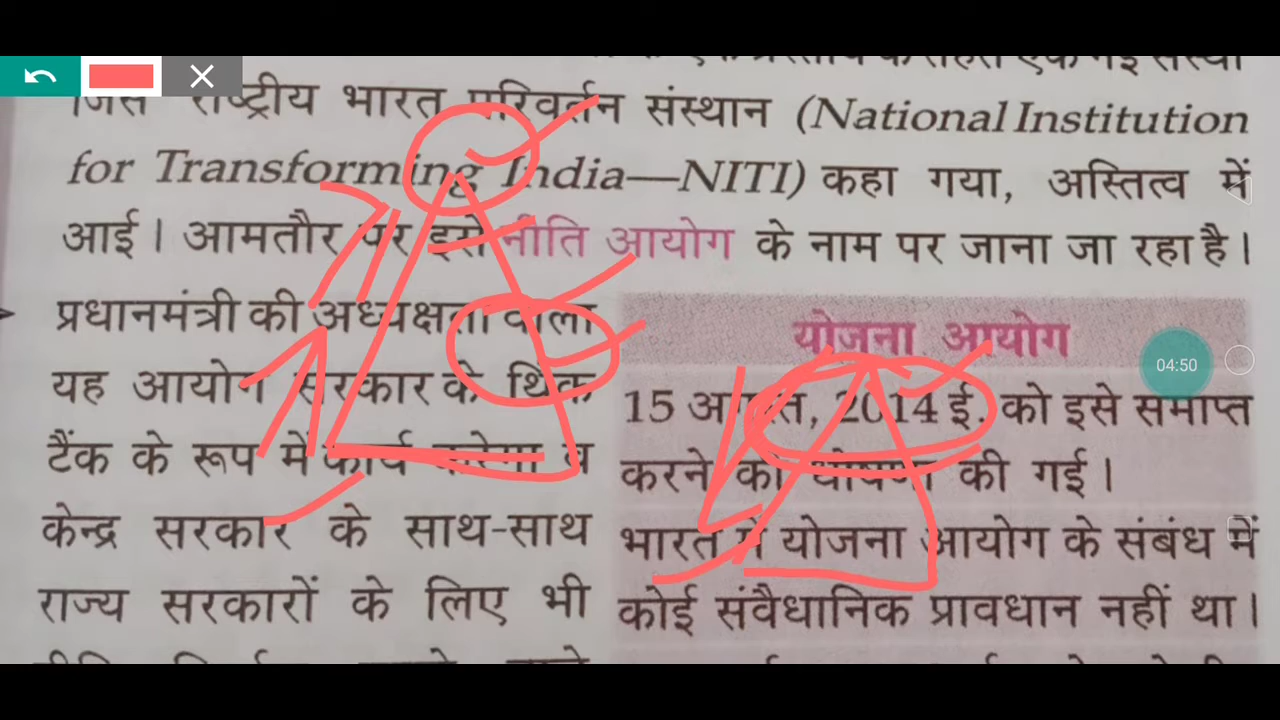 जिसे राष्ट्रीय भारत परिवर्तन संस्थान (National Institution
for Transforming India—NITI) कहा गया, अस्तित्व में
आई। आमतौर पर इसे नीति आयोग के नाम पर जाना जा रहा है।
प्रधानमंत्री की अध्यक्षता वाला
यह आयोग सरकार के थिंक
टैंक के रूप में कार्य करेगा व
केन्द्र सरकार के साथ-साथ
राज्य सरकारों के लिए भी
योजना आयोग
15 अगस्त, 2014 ई. को इसे समाप्त
करने की घोषणा की गई।
भारत में योजना आयोग के संबंध में
कोई संवैधानिक प्रावधान नहीं था।
04:50